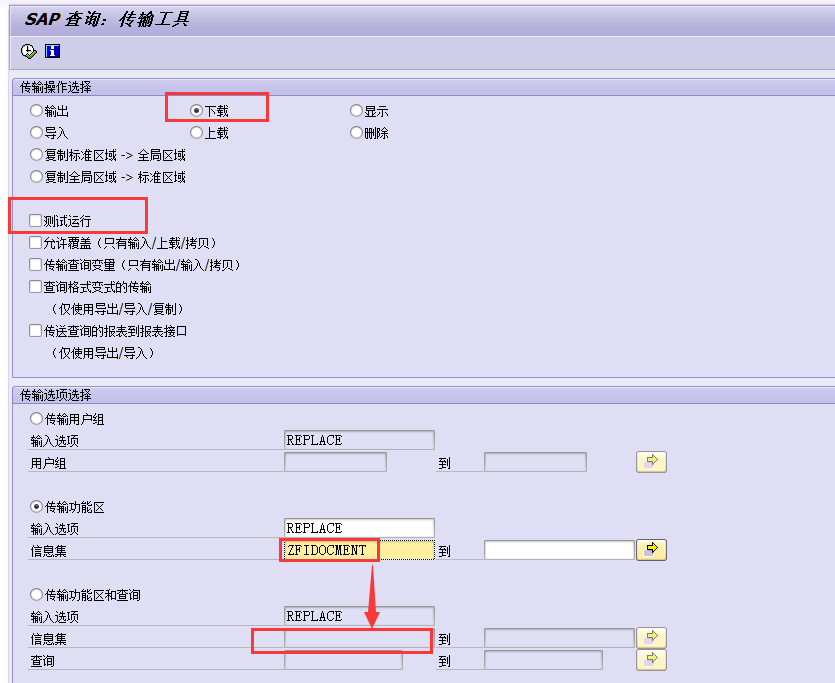 SAP 查询：传输工具
传输操作选择
输出 下载 显示
导入 上载 删除
复制标准区域 -> 全局区域
复制全局区域 -> 标准区域
测试运行
允许覆盖（只有输入/上载/拷贝）
传输查询变量（只有输出/输入/拷贝）
查询格式变式的传输
（仅使用导出/导入/复制）
传送查询的报表到报表接口
（仅使用导出/导入）
传输选项选择
传输用户组
输入选项 REPLACE
用户组 到
传输功能区
输入选项 REPLACE
信息集 ZFIDOCMENT 到
传输功能区和查询
输入选项 REPLACE
信息集 到
查询 到